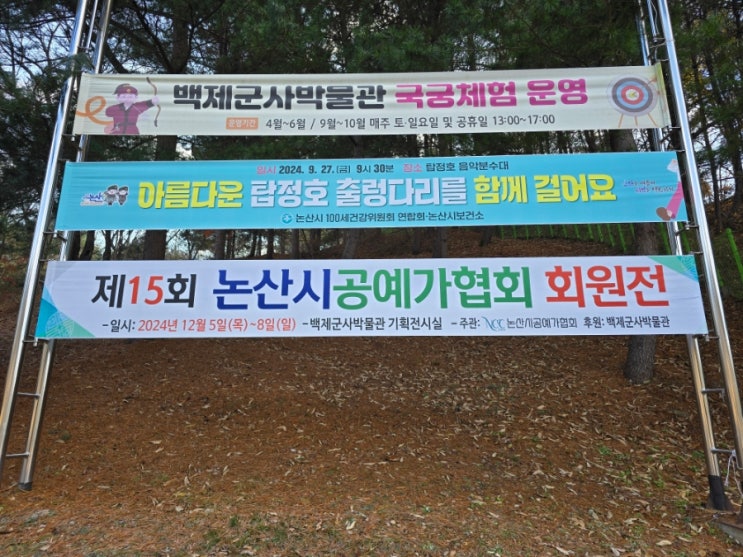 백제군사박물관 국궁체험 운영
운영기간 4월~6월 / 9월~10월 매주 토·일요일 및 공휴일 13:00~17:00
일시 2024. 9. 27.(금) 9시 30분 장소 탑정호 음악분수대
아름다운 탑정호 출렁다리를 함께 걸어요
논산시 100세건강위원회 연합회·논산시보건소
제15회 논산시공예가협회 회원전
-일시: 2024년 12월 5일(목)~8일(일) -백제군사박물관 기획전시실 -주관: NCC 논산시공예가협회 후원: 백제군사박물관